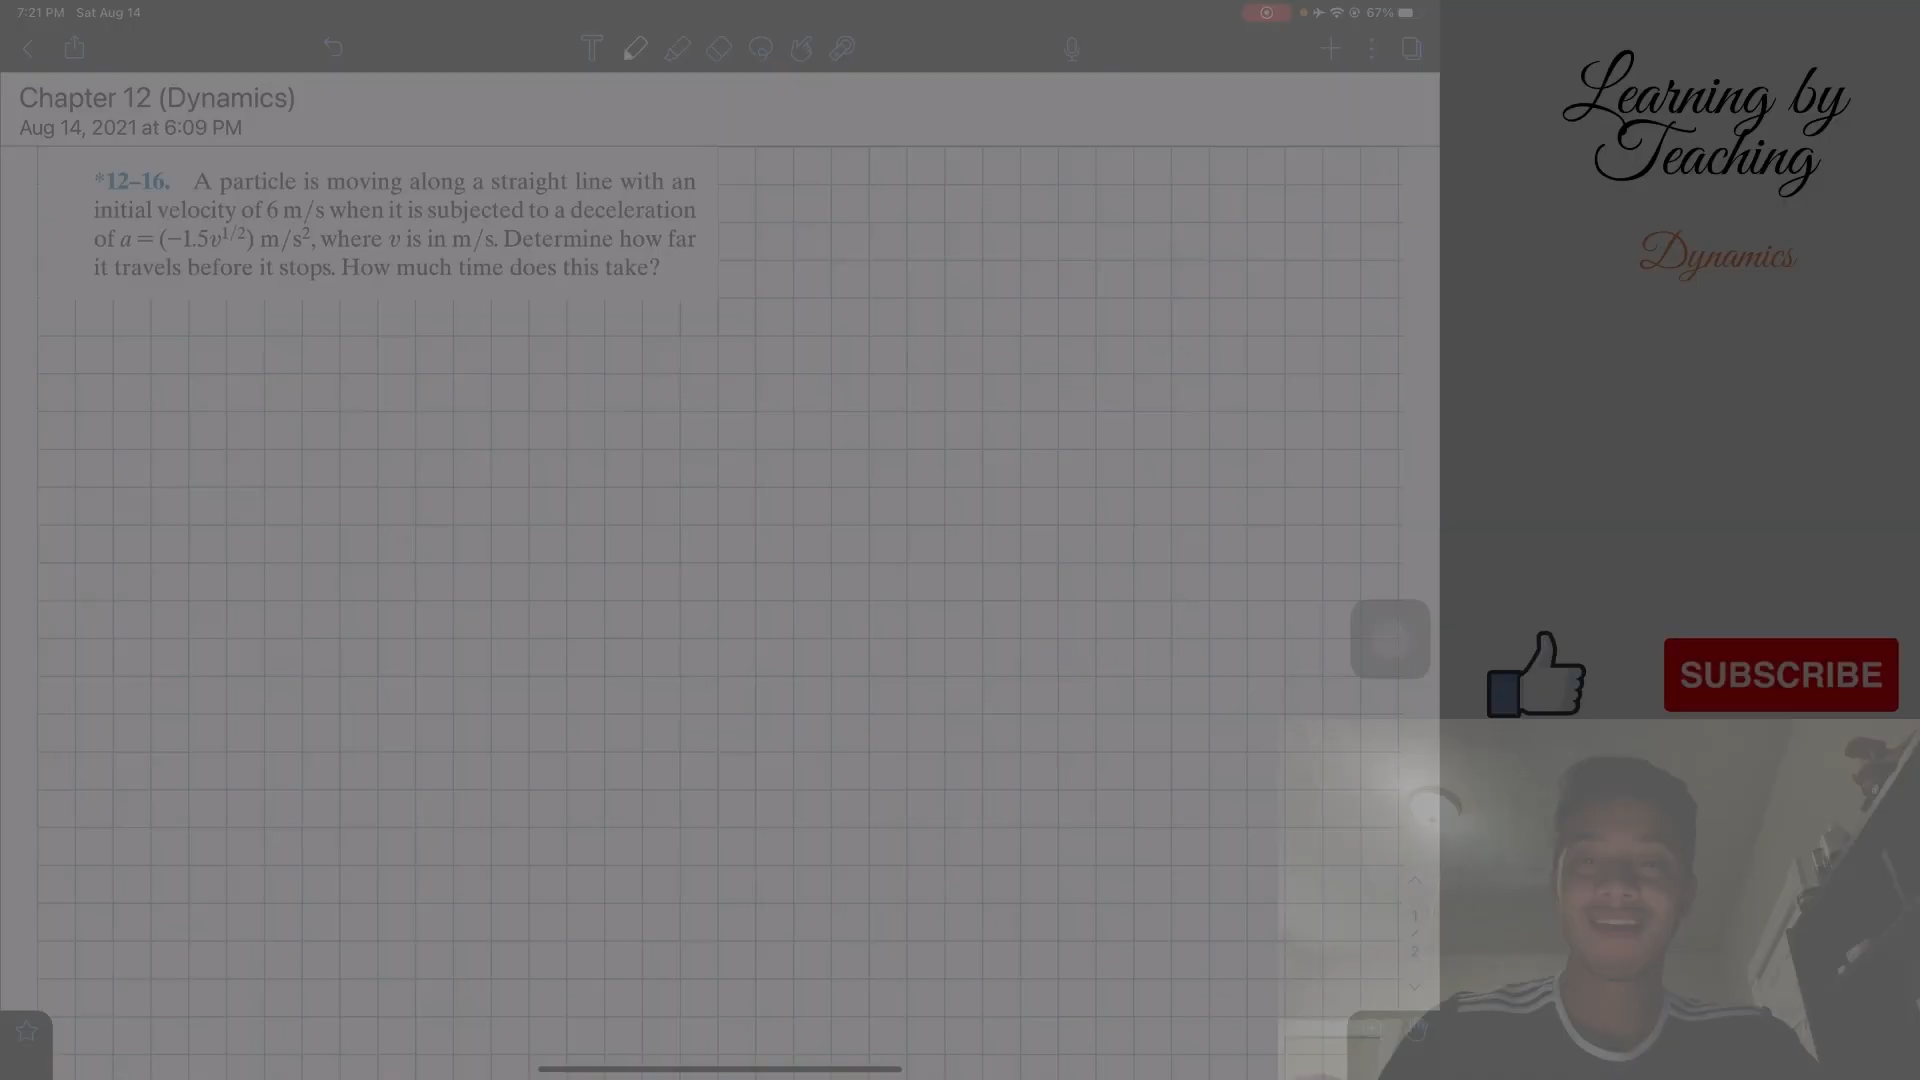 7:21 PM Sat Aug 14
67%
Chapter 12 (Dynamics)
Aug 14, 2021 at 6:09 PM
*12–16. A particle is moving along a straight line with an
initial velocity of 6 m/s when it is subjected to a deceleration
of a = (−1.5v^1/2) m/s², where v is in m/s. Determine how far
it travels before it stops. How much time does this take?
Learning by
Teaching
Dynamics
SUBSCRIBE
1
/
2